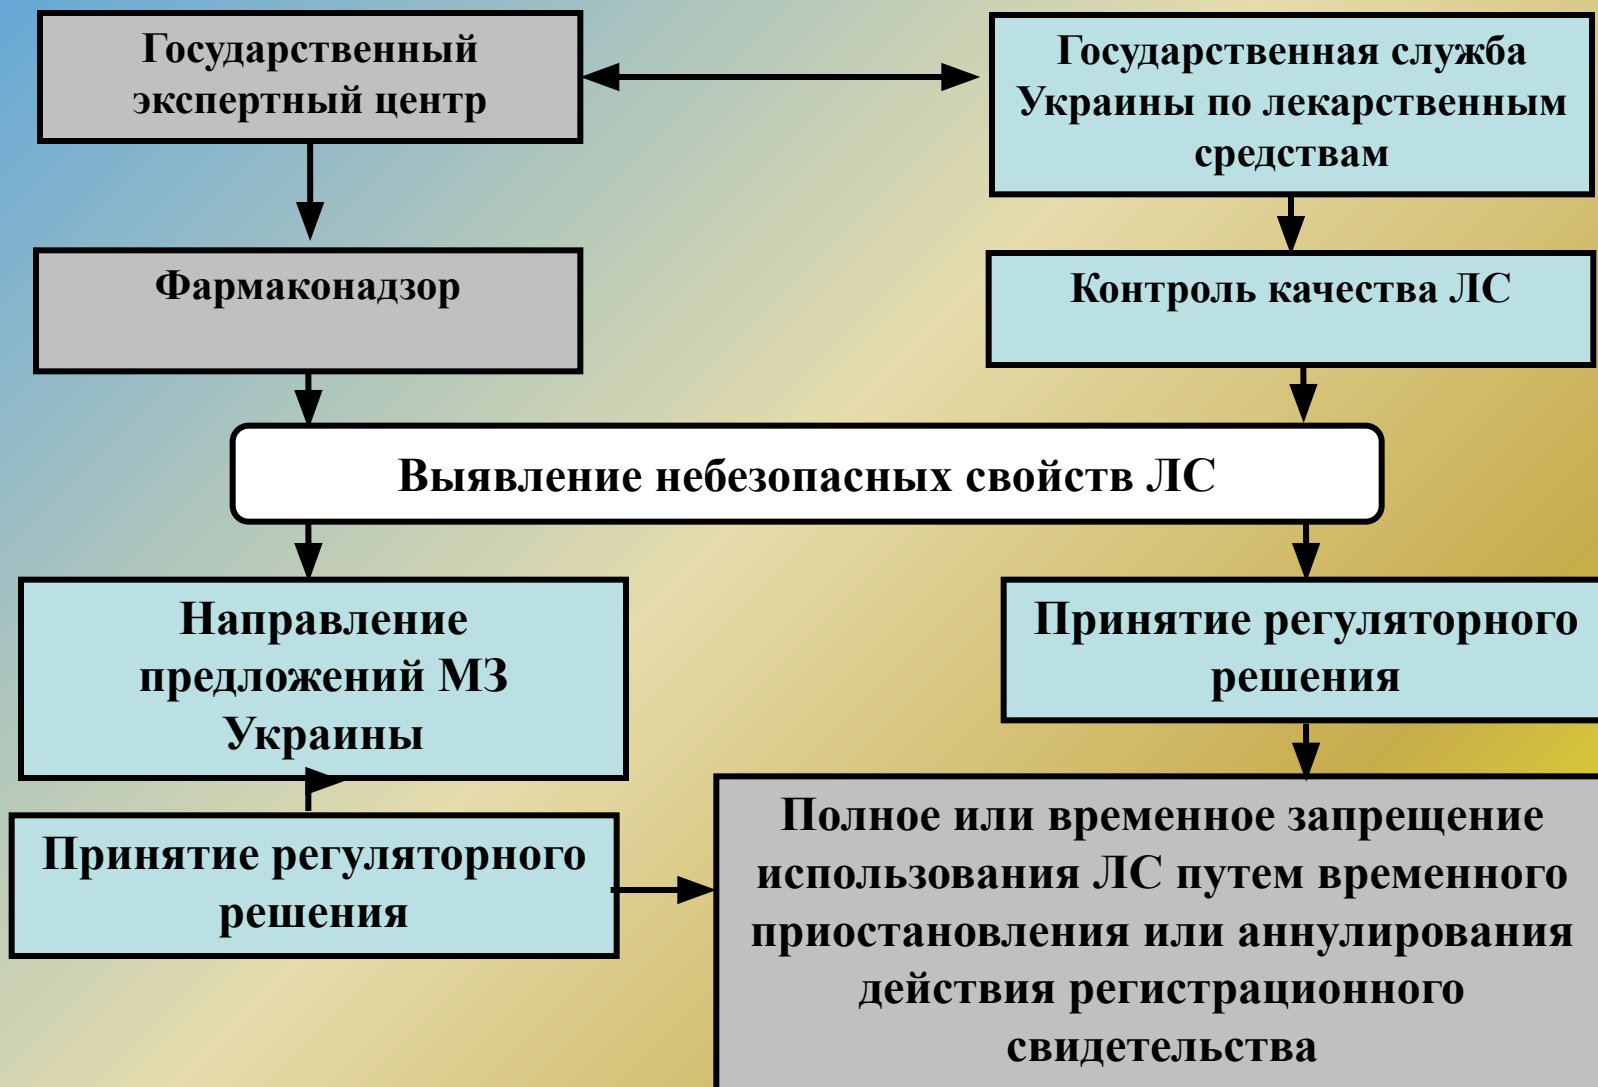 Государственный
экспертный центр
Государственная служба
Украины по лекарственным
средствам
Фармаконадзор
Контроль качества ЛС
Выявление небезопасных свойств ЛС
Направление
предложений МЗ
Украины
Принятие регуляторного
решения
Принятие регуляторного
решения
Полное или временное запрещение
использования ЛС путем временного
приостановления или аннулирования
действия регистрационного
свидетельства